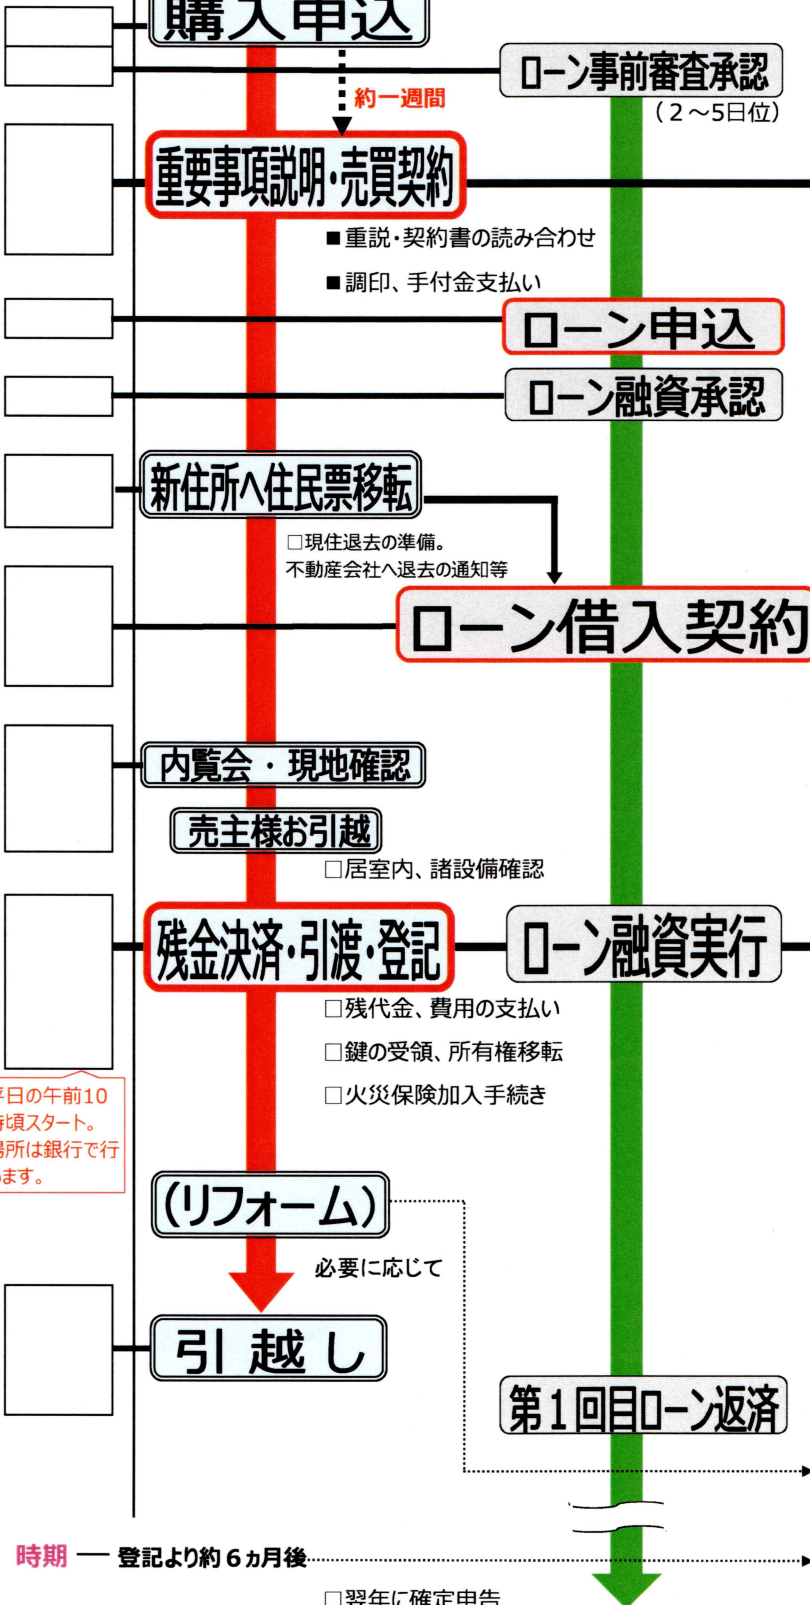 購入申込
ローン事前審査承認
(2～5日位)
約一週間
重要事項説明・売買契約
■重説・契約書の読み合わせ
■調印、手付金支払い
ローン申込
ローン融資承認
新住所へ住民票移転
□現住退去の準備。
不動産会社へ退去の通知等
ローン借入契約
内覧会・現地確認
売主様お引越
□居室内、諸設備確認
残金決済・引渡・登記
ローン融資実行
□残代金、費用の支払い
□鍵の受領、所有権移転
□火災保険加入手続き
平日の午前10
時頃スタート。
場所は銀行で行
います。
(リフォーム)
必要に応じて
引越し
第1回目ローン返済
時期 ー 登記より約6ヵ月後
□翌年に確定申告